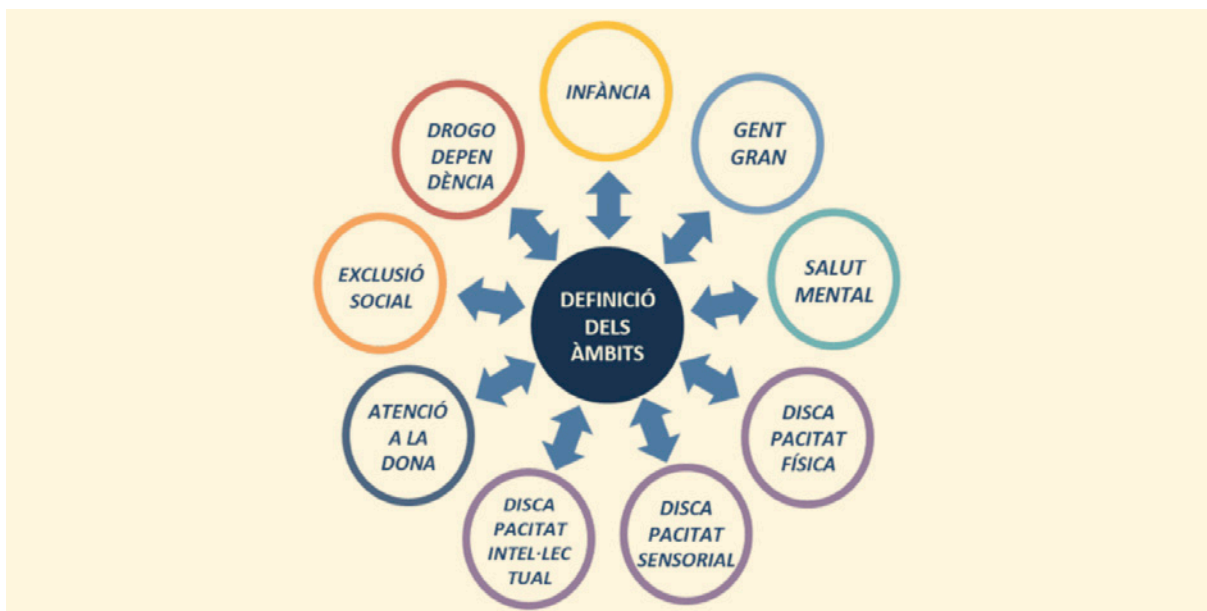 INFÀNCIA
GENT
GRAN
SALUT
MENTAL
DISCA
PACITAT
FÍSICA
DISCA
PACITAT
SENSORIAL
DISCA
PACITAT
INTEL·LEC
TUAL
ATENCIÓ
A LA
DONA
EXCLUSIÓ
SOCIAL
DROGO
DEPEN
DÈNCIA
DEFINICIÓ
DELS
ÀMBITS